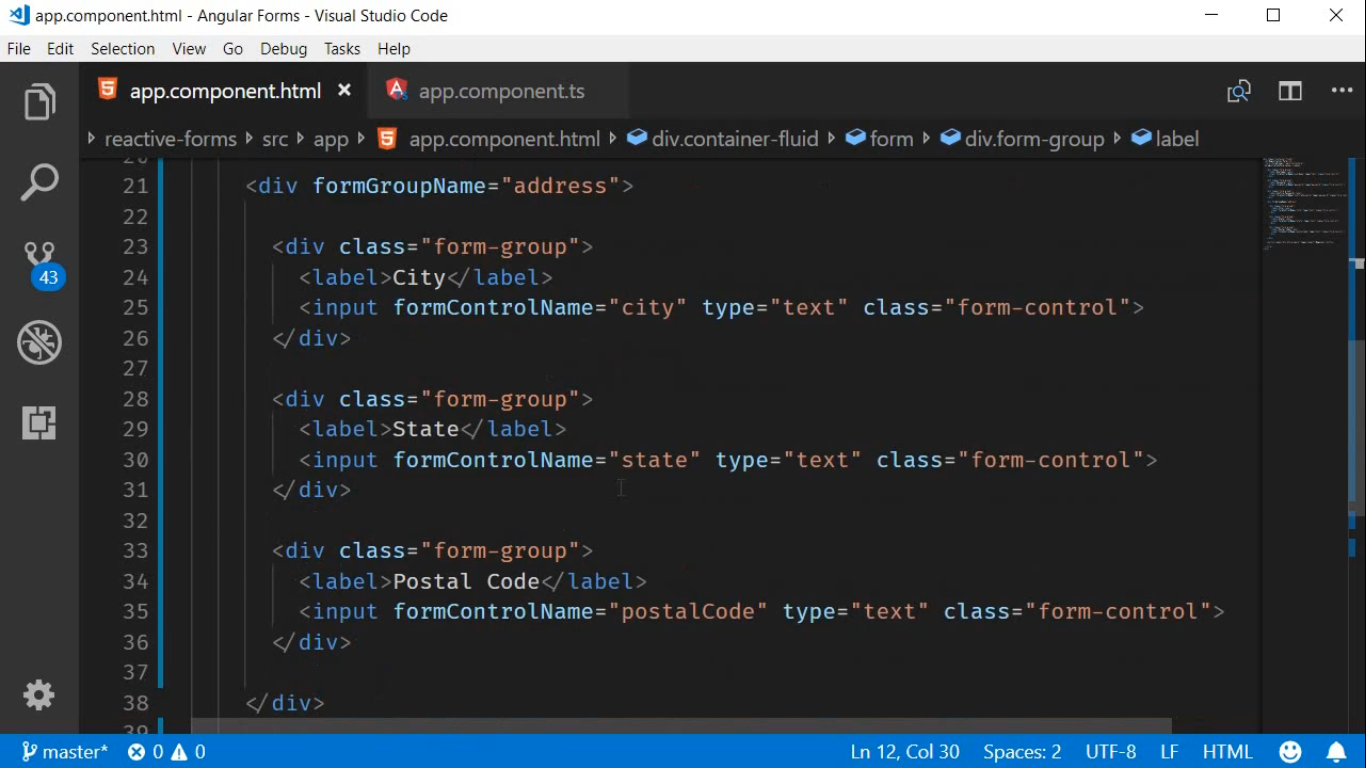 app.component.html - Angular Forms - Visual Studio Code
File Edit Selection View Go Debug Tasks Help
app.component.html app.component.ts
reactive-forms src app app.component.html div.container-fluid form div.form-group label
21 <div formGroupName="address">
22
23 <div class="form-group">
24 <label>City</label>
25 <input formControlName="city" type="text" class="form-control">
26 </div>
27
28 <div class="form-group">
29 <label>State</label>
30 <input formControlName="state" type="text" class="form-control">
31 </div>
32
33 <div class="form-group">
34 <label>Postal Code</label>
35 <input formControlName="postalCode" type="text" class="form-control">
36 </div>
37
38 </div>
43
master* 0 0 Ln 12, Col 30 Spaces: 2 UTF-8 LF HTML